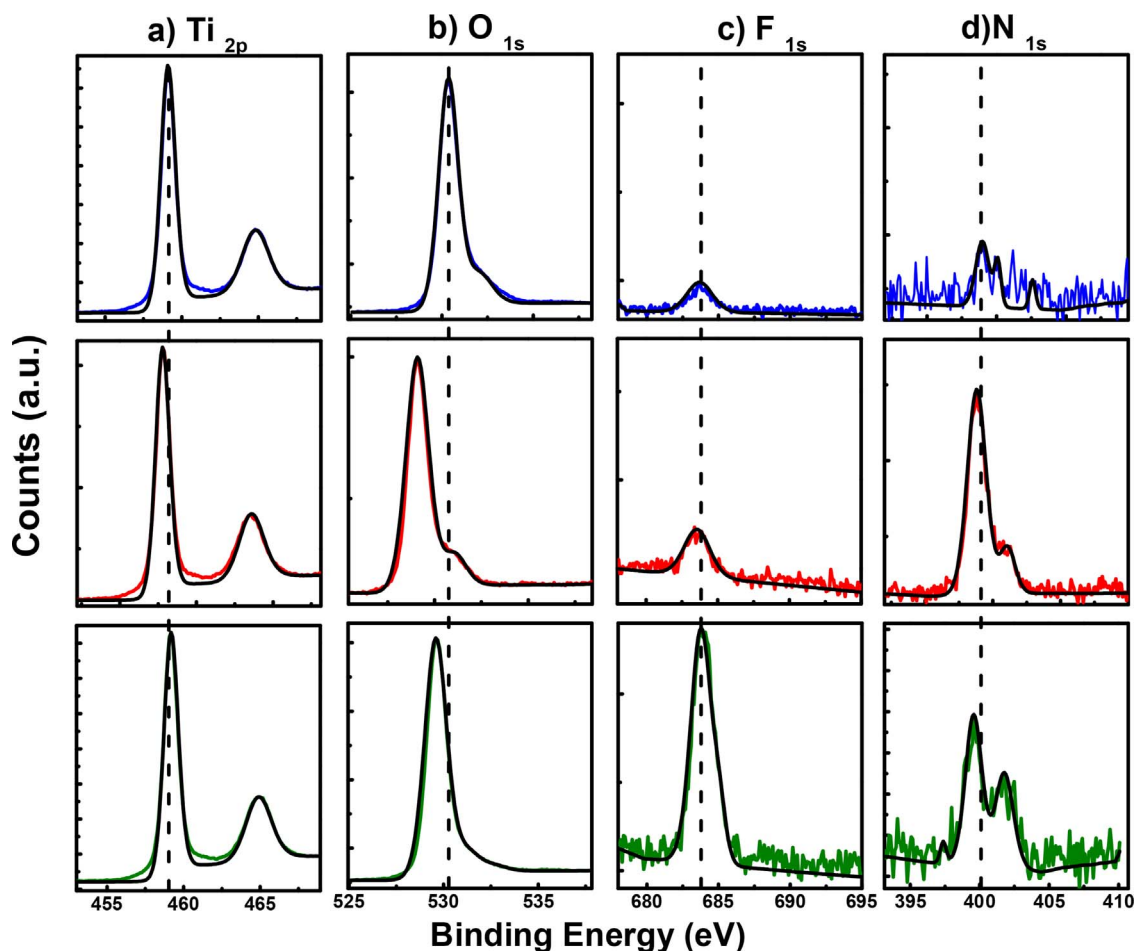 a) Ti 2p
b) O 1s
c) F 1s
d)N 1s
Counts (a.u.)
455 460 465
525 530 535
680 685 690 695
395 400 405 410
Binding Energy (eV)